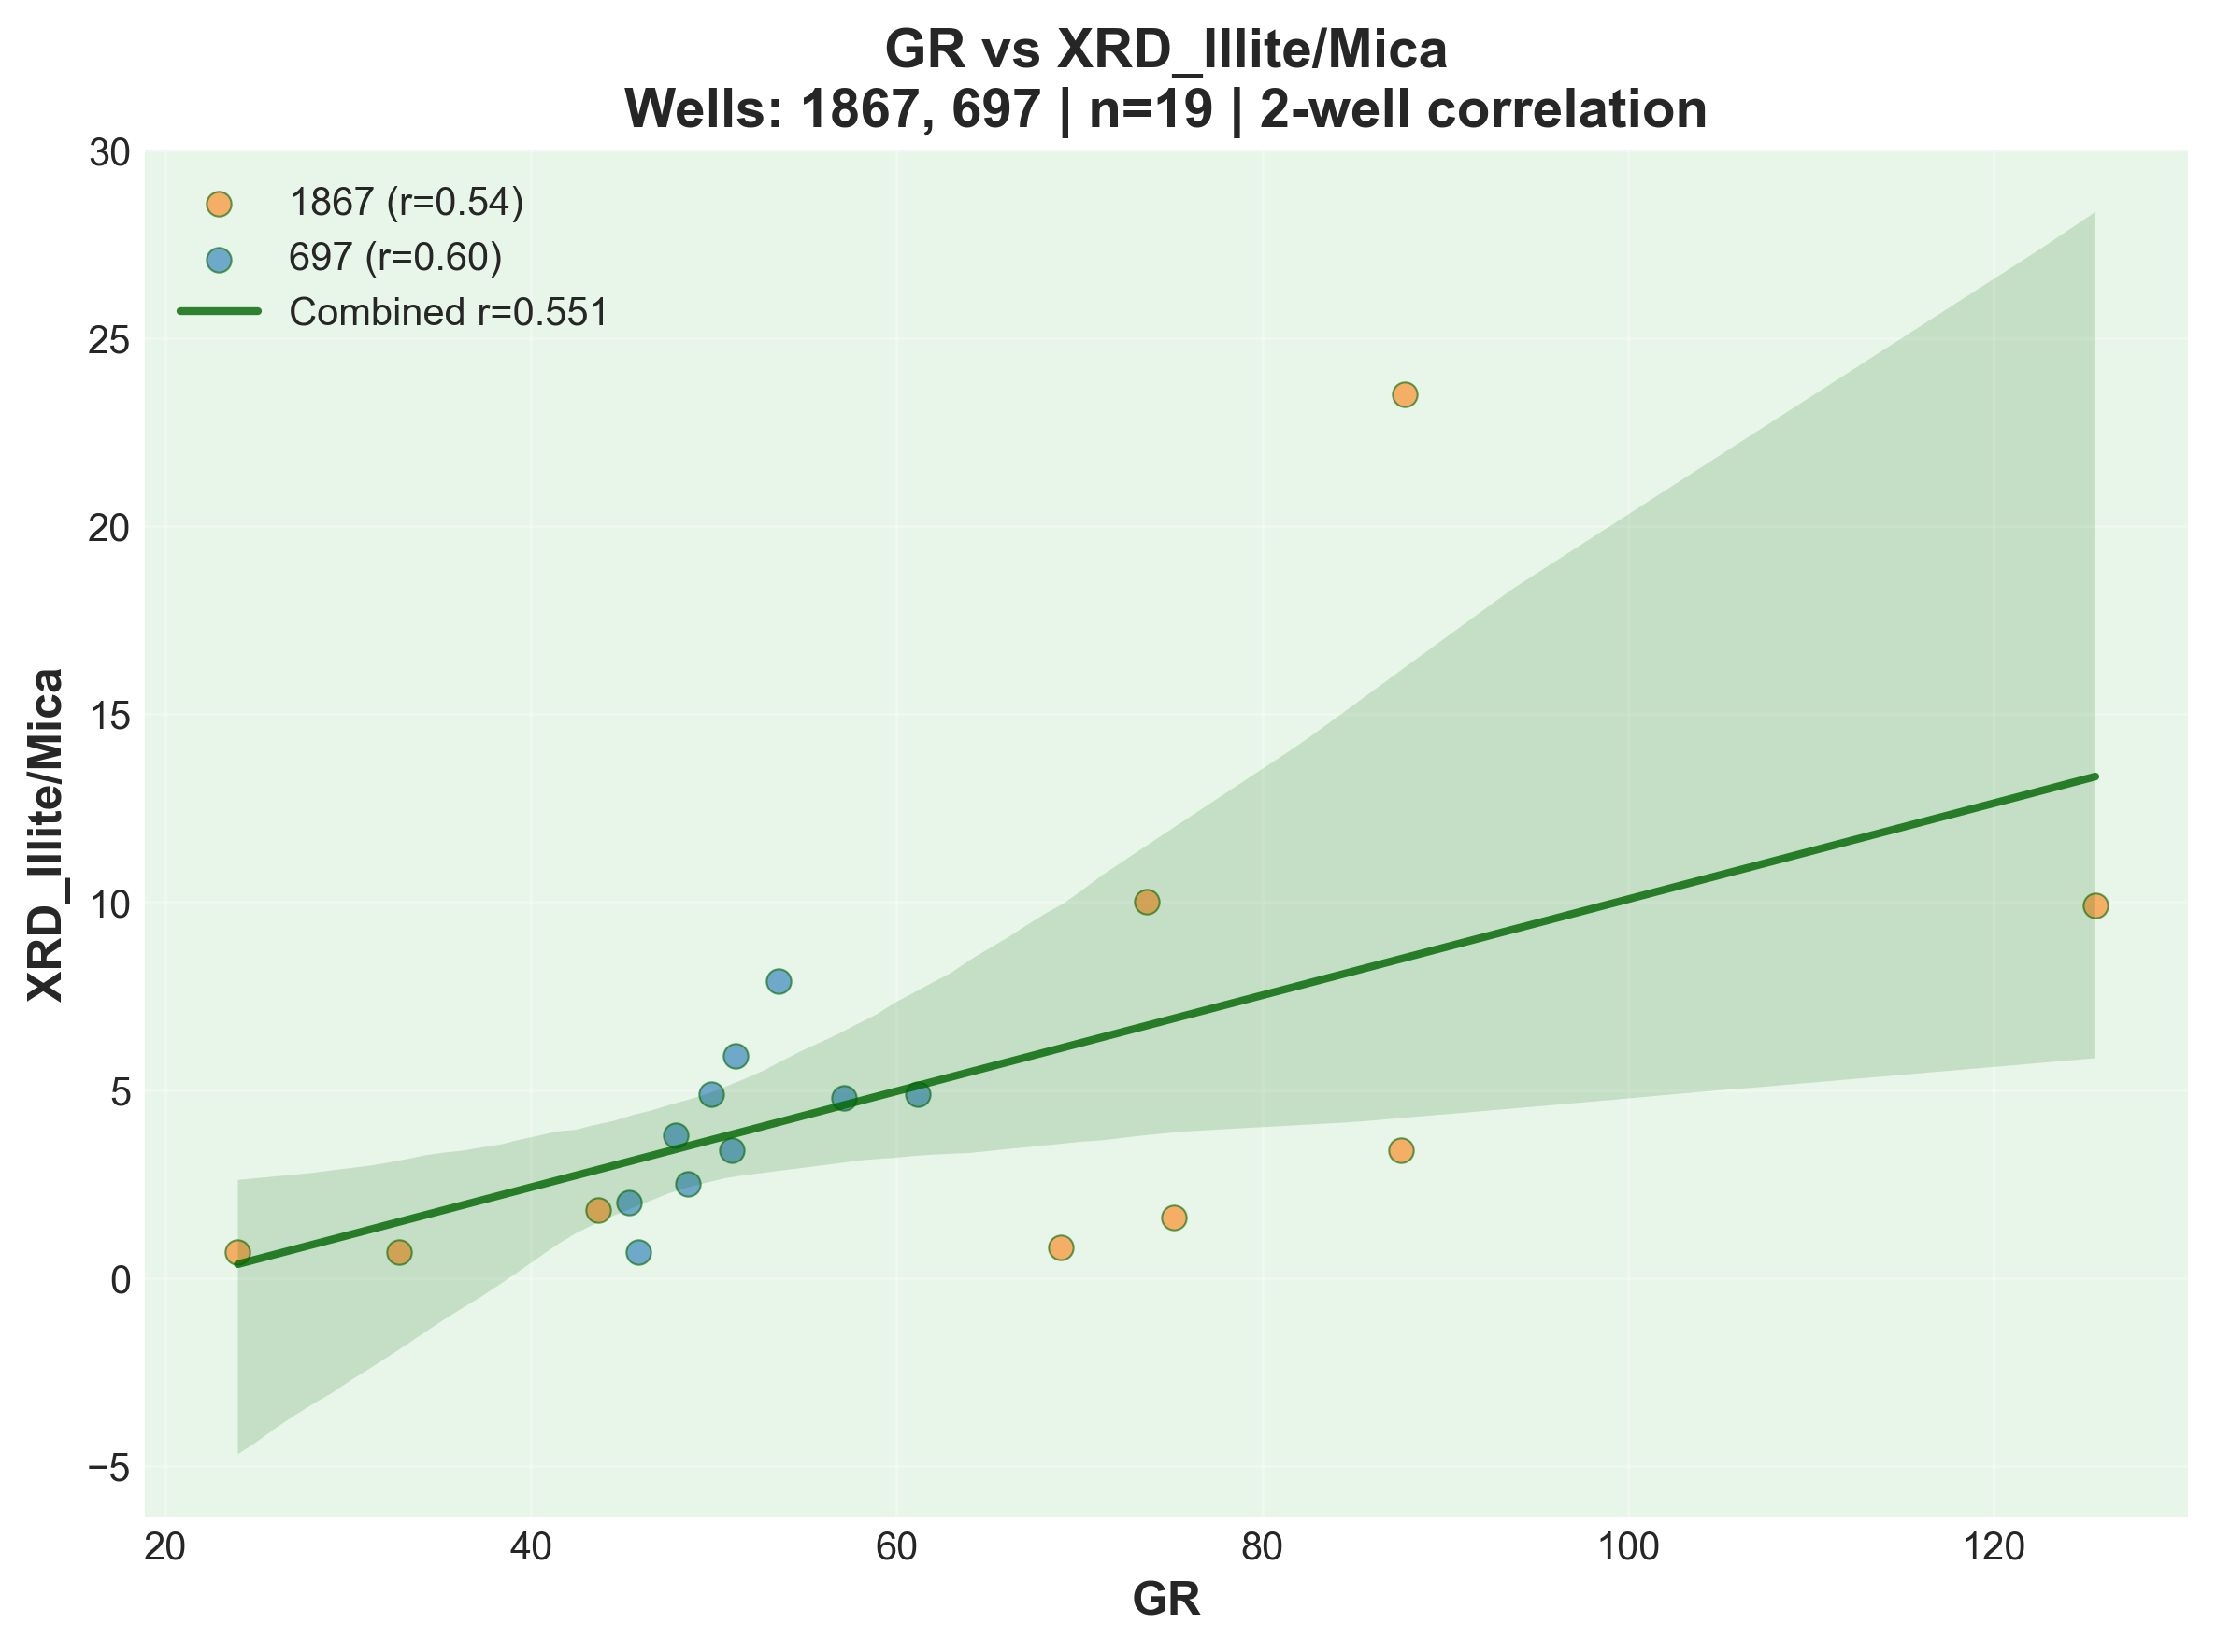 GR vs XRD_Illite/Mica
Wells: 1867, 697 | n=19 | 2-well correlation
1867 (r=0.54)
697 (r=0.60)
Combined r=0.551
XRD_Illite/Mica
30
25
20
15
10
5
0
−5
20
40
60
80
100
120
GR